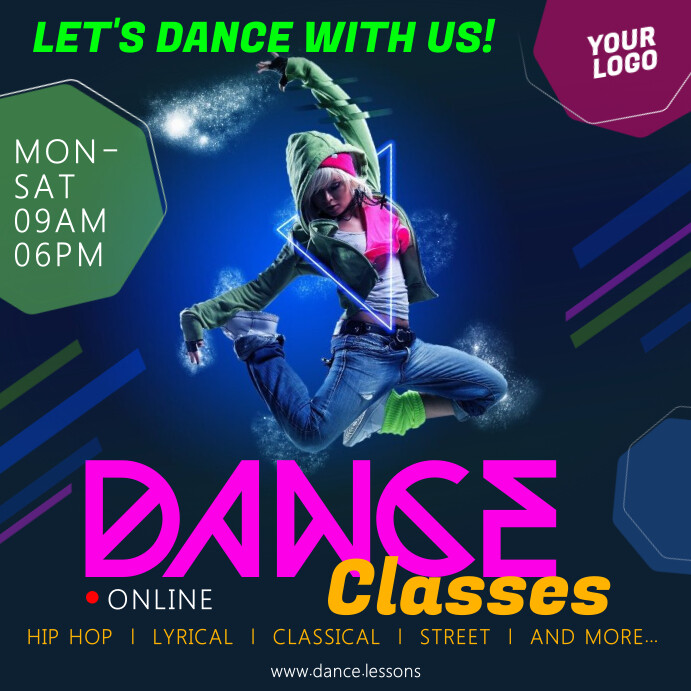 LET'S DANCE WITH US!
YOUR
LOGO
MON-
SAT
09AM
06PM
DANCE
Classes
ONLINE
HIP HOP | LYRICAL | CLASSICAL | STREET | AND MORE...
www.dance.lessons